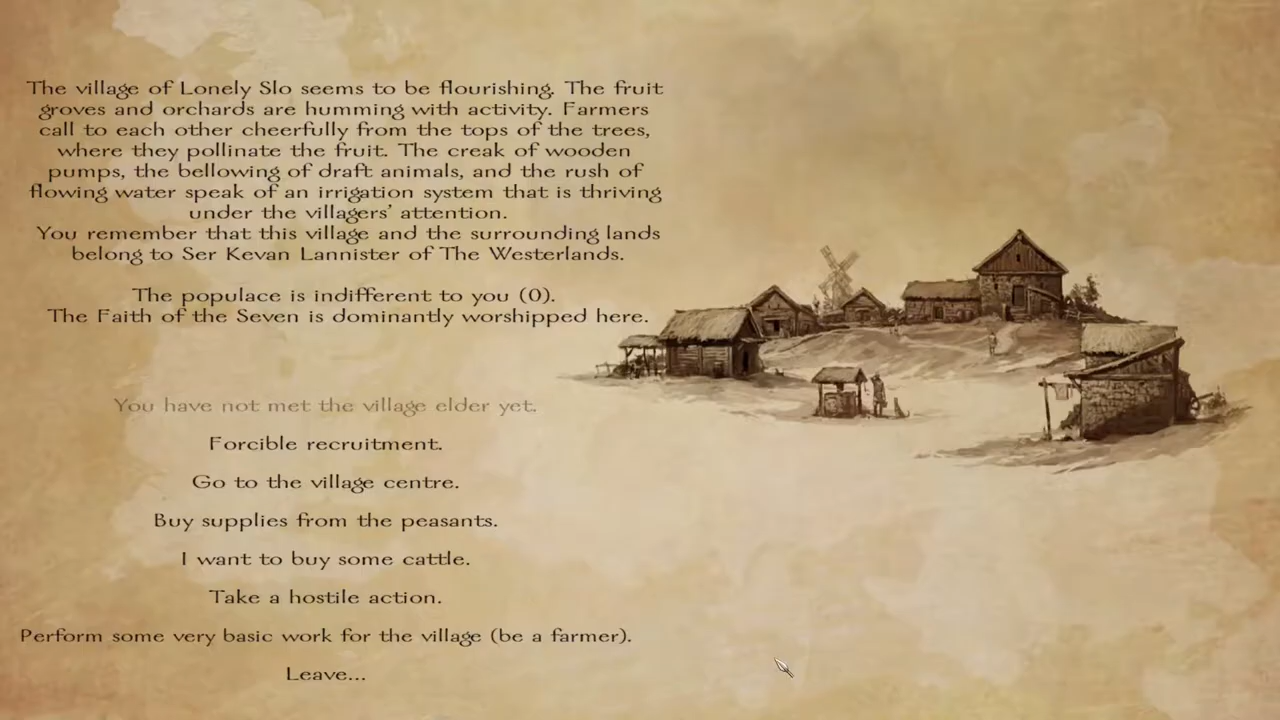 The village of Lonely Slo seems to be flourishing. The fruit
groves and orchards are humming with activity. Farmers
call to each other cheerfully from the tops of the trees,
where they pollinate the fruit. The creak of wooden
pumps, the bellowing of draft animals, and the rush of
flowing water speak of an irrigation system that is thriving
under the villagers' attention.
You remember that this village and the surrounding lands
belong to Ser Kevan Lannister of The Westerlands.
The populace is indifferent to you (0).
The Faith of the Seven is dominantly worshipped here.
You have not met the village elder yet.
Forcible recruitment.
Go to the village centre.
Buy supplies from the peasants.
I want to buy some cattle.
Take a hostile action.
Perform some very basic work for the village (be a farmer).
Leave...